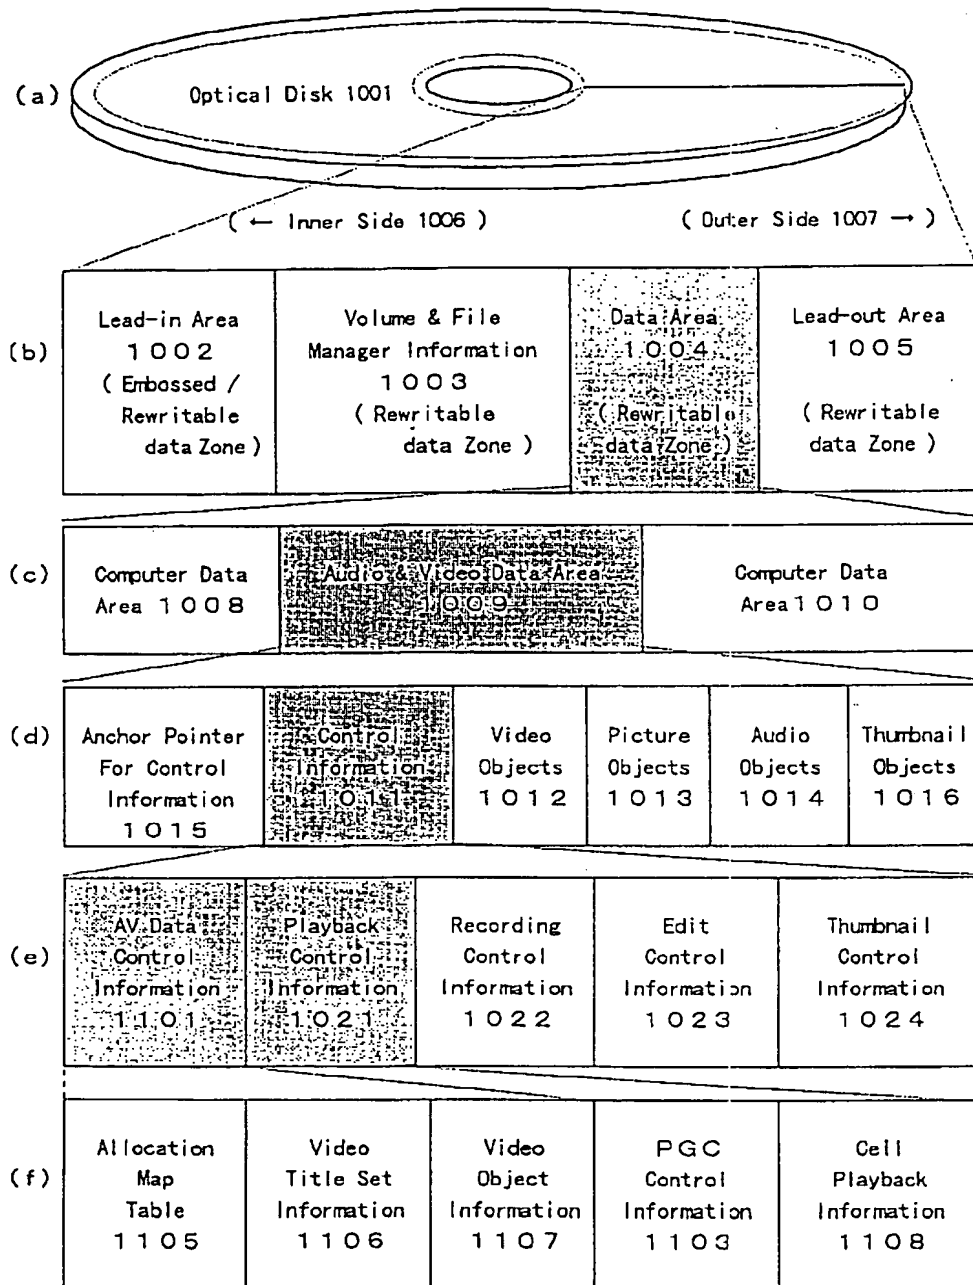 (a)
Optical Disk 1001
( ← Inner Side 1006 )
( Outer Side 1007 → )
(b)
Lead-in Area
1002
( Embossed /
Rewritable
data Zone )
Volume & File
Manager Information
1003
( Rewritable
data Zone )
Data Area
1004
( Rewritable
data Zone )
Lead-out Area
1005
( Rewritable
data Zone )
(c)
Computer Data
Area 1008
Audio & Video Data Area
1009
Computer Data
Area 1010
(d)
Anchor Pointer
For Control
Information
1015
Control
Information
1011
Video
Objects
1012
Picture
Objects
1013
Audio
Objects
1014
Thumbnail
Objects
1016
(e)
AV Data
Control
Information
1101
Playback
Control
Information
1021
Recording
Control
Information
1022
Edit
Control
Information
1023
Thumbnail
Control
Information
1024
(f)
Allocation
Map
Table
1105
Video
Title Set
Information
1106
Video
Object
Information
1107
PGC
Control
Information
1103
Cell
Playback
Information
1108